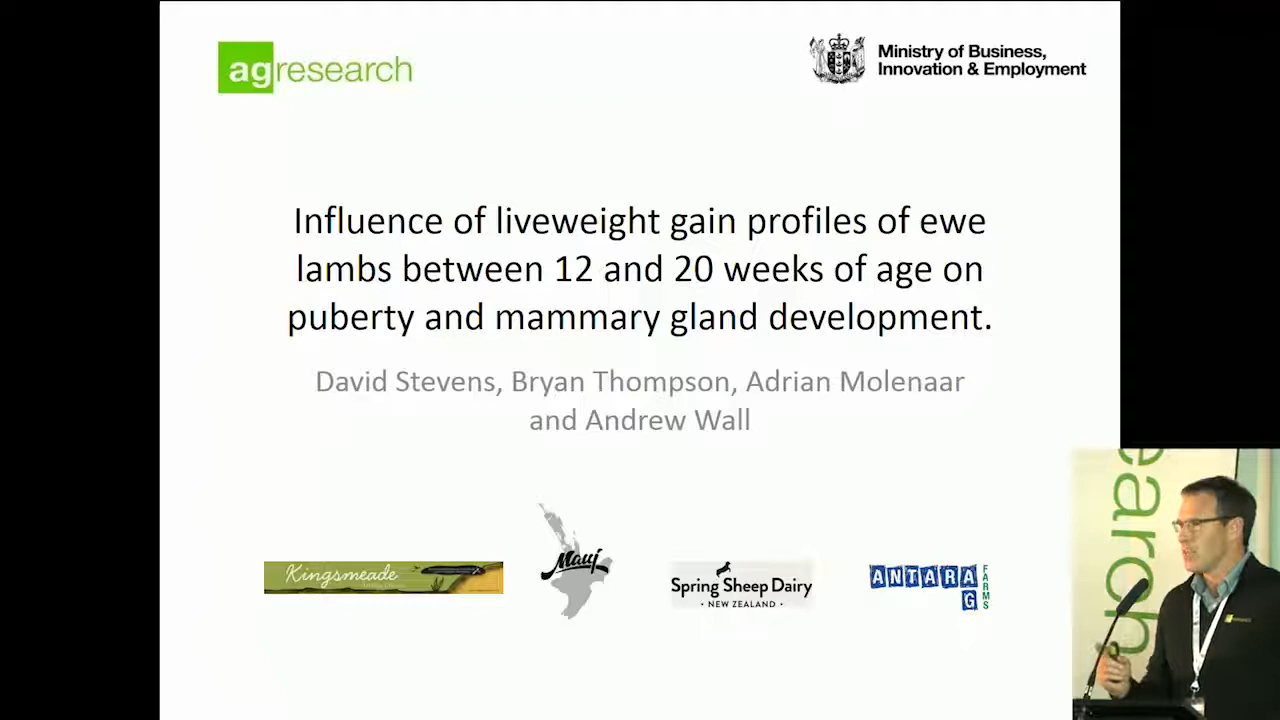 agresearch
Ministry of Business,
Innovation & Employment
Influence of liveweight gain profiles of ewe
lambs between 12 and 20 weeks of age on
puberty and mammary gland development.
David Stevens, Bryan Thompson, Adrian Molenaar
and Andrew Wall
Kingsmeade
Maui
Spring Sheep Dairy
• NEW ZEALAND •
ANTARA
AG
FARMS
earch